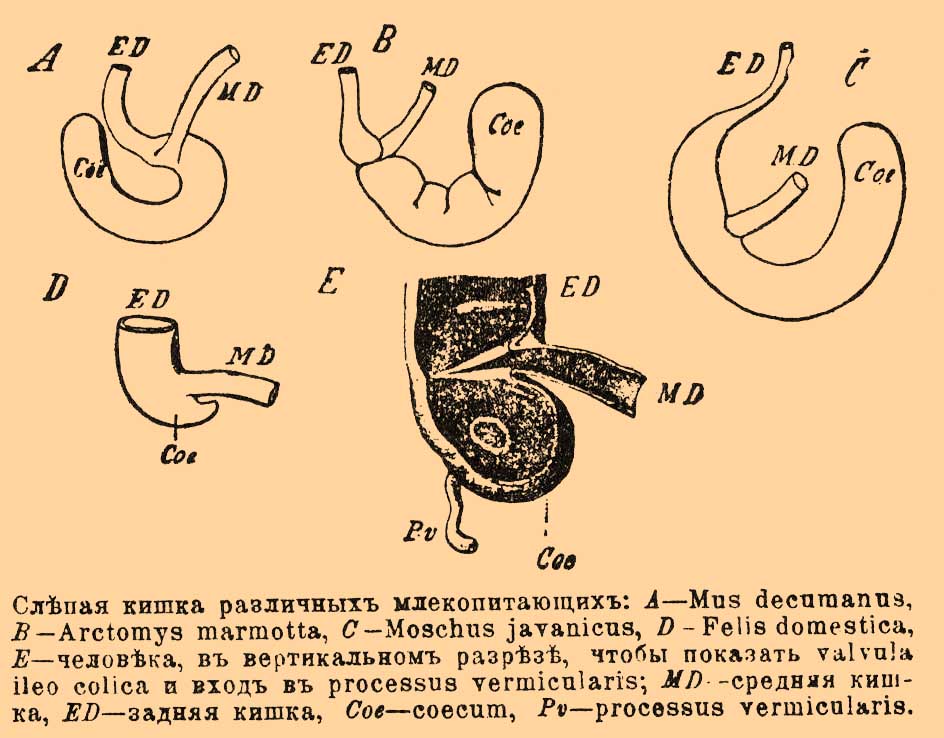 A
ED
MD
Coe
B
ED
MD
Coe
C
ED
MD
Coe
D
ED
MD
Coe
E
ED
MD
Pv
Coe
Слѣпая кишка различныхъ млекопитающихъ: A—Mus decumanus,
B—Arctomys marmotta, C—Moschus javanicus, D-Felis domestica,
E—человѣка, въ вертикальномъ разрѣзѣ, чтобы показать valvula
ileo colica и входъ въ processus vermicularis; MD--средняя киш-
ка, ED—задняя кишка, Coe—coecum, Pv—processus vermicularis.